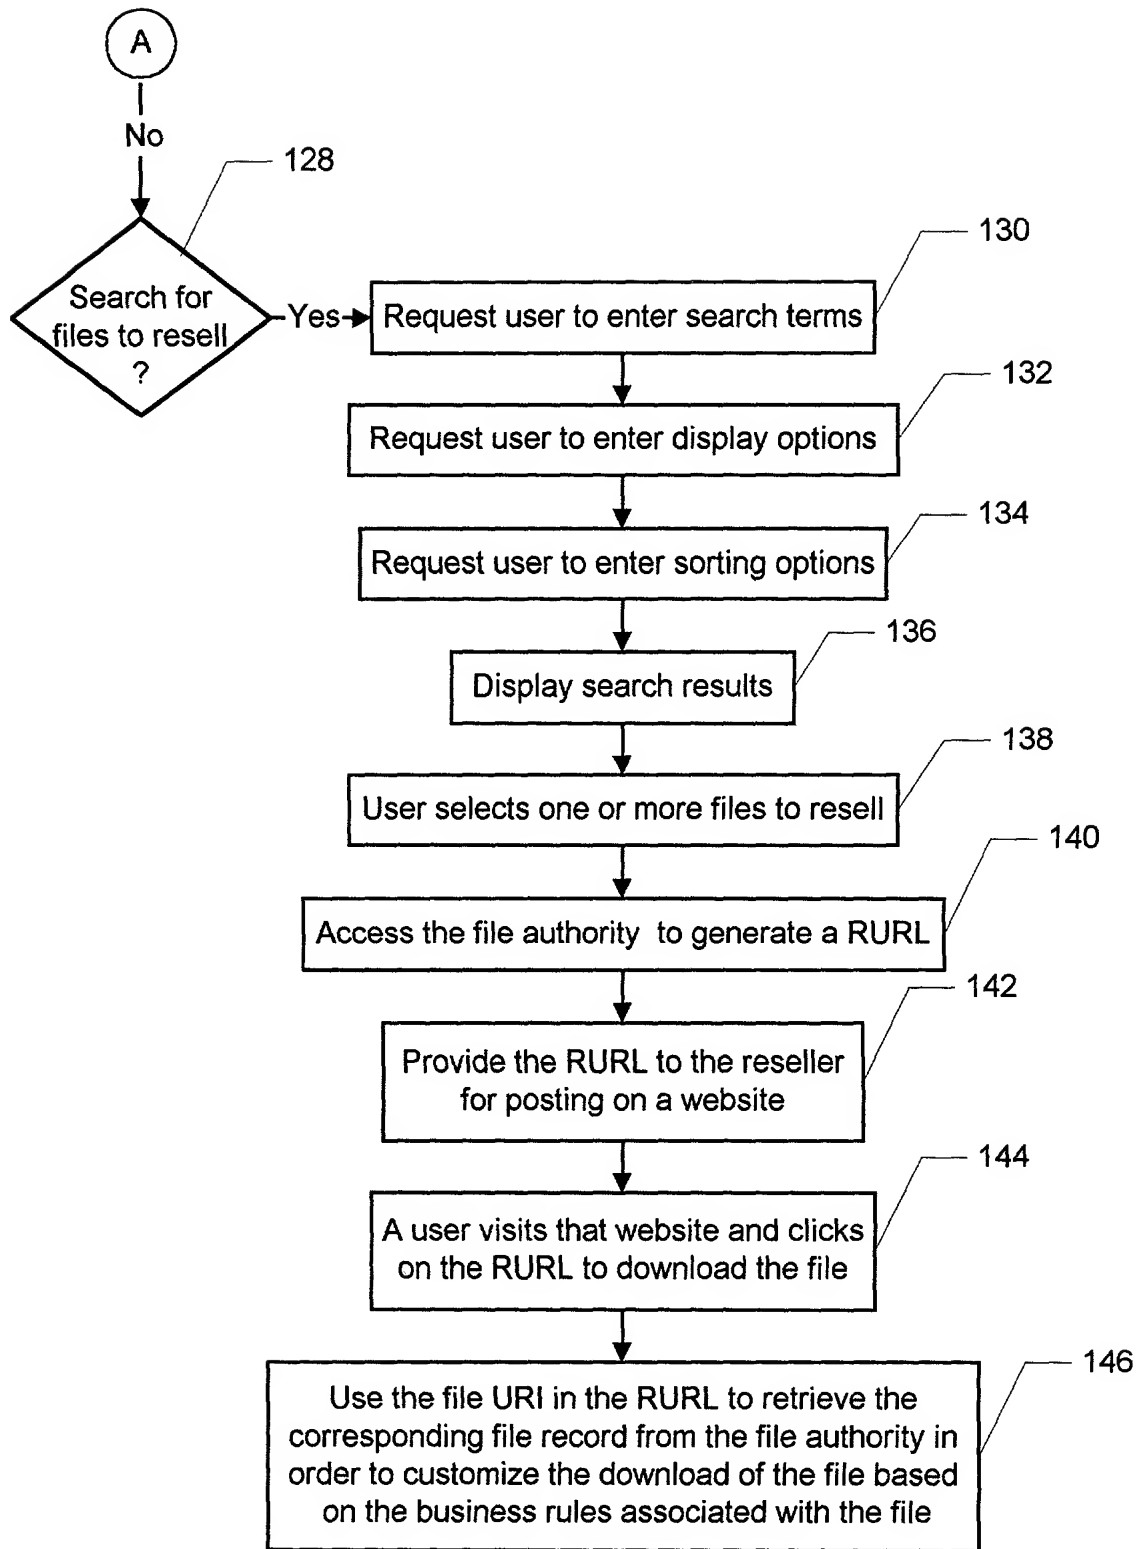 A
No
128
Search for
files to resell
?
Yes
130
Request user to enter search terms
132
Request user to enter display options
134
Request user to enter sorting options
136
Display search results
138
User selects one or more files to resell
140
Access the file authority to generate a RURL
142
Provide the RURL to the reseller
for posting on a website
144
A user visits that website and clicks
on the RURL to download the file
146
Use the file URI in the RURL to retrieve the
corresponding file record from the file authority in
order to customize the download of the file based
on the business rules associated with the file